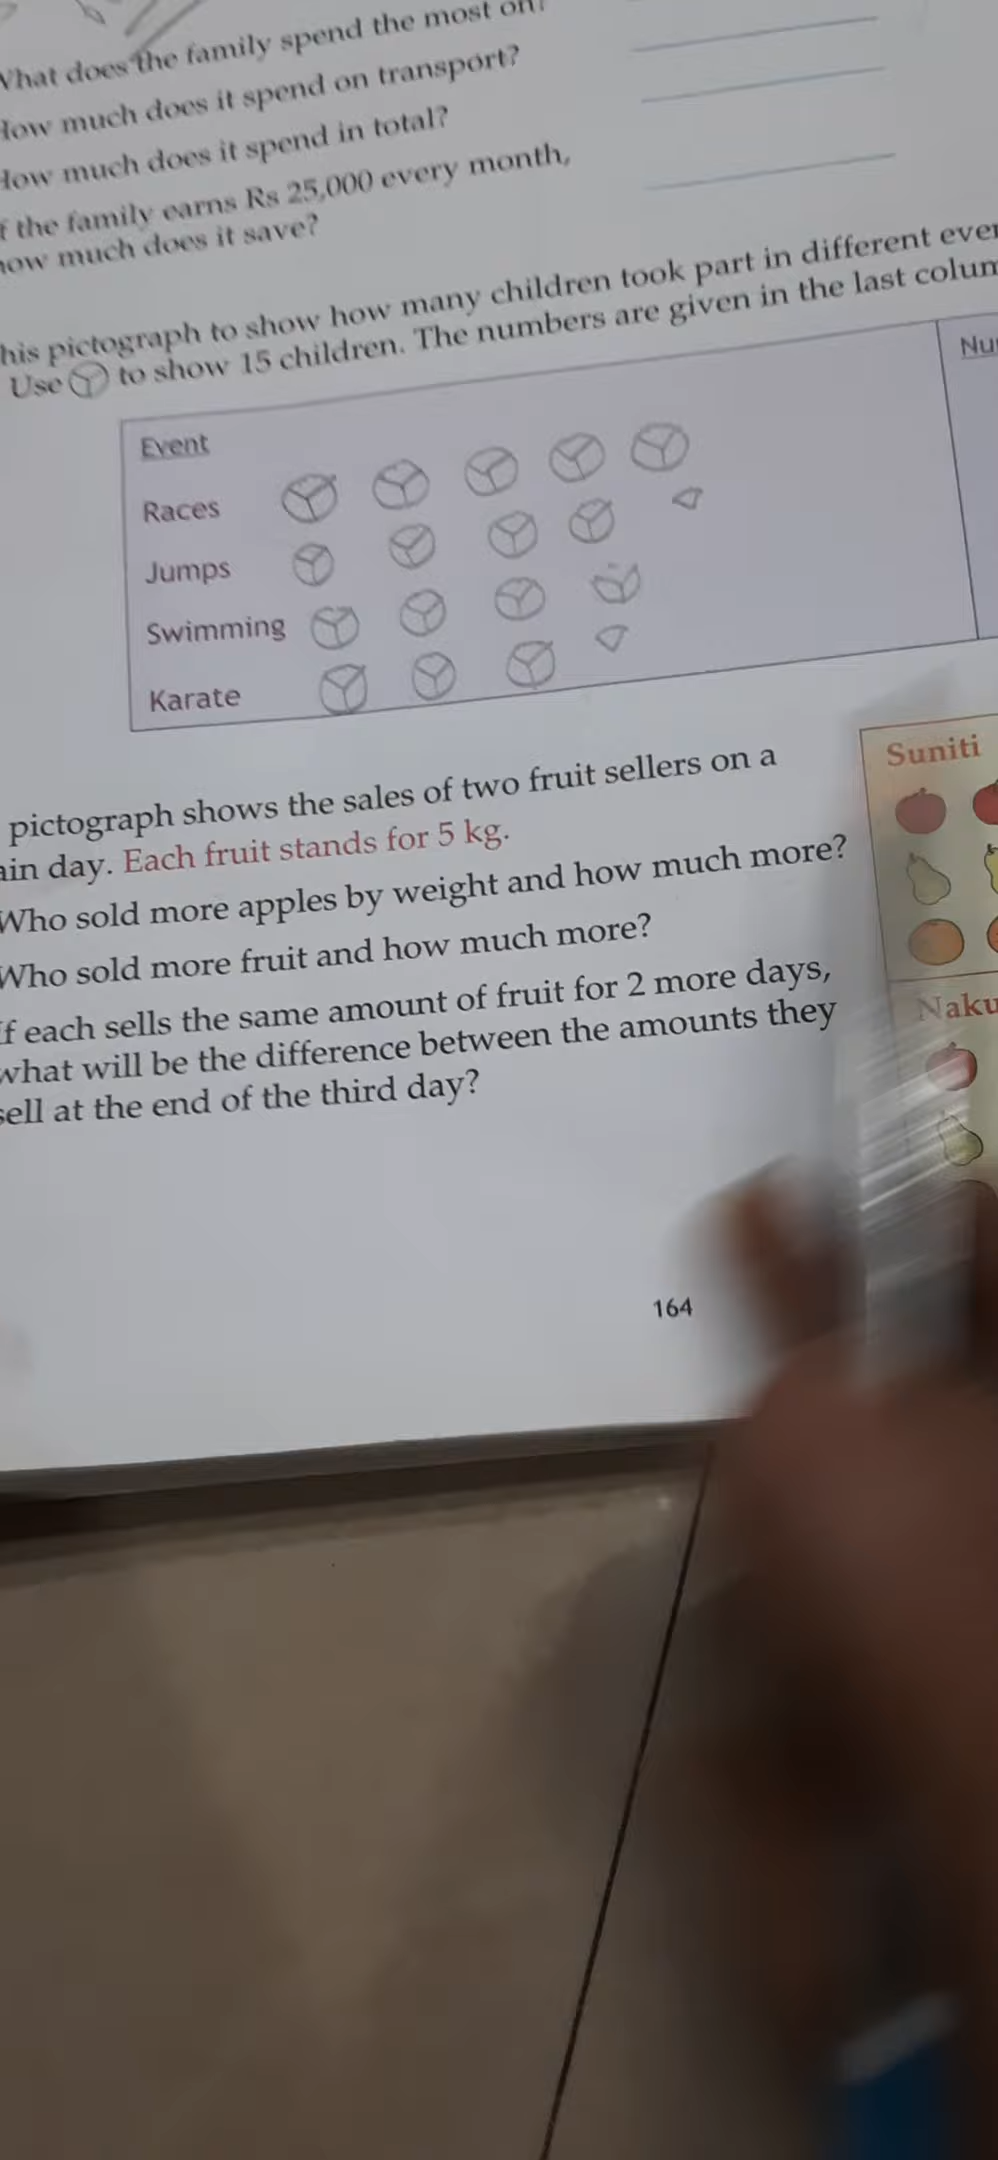 What does the family spend the most on?
How much does it spend on transport?
How much does it spend in total?
f the family earns Rs 25,000 every month,
how much does it save?
his pictograph to show how many children took part in different even
Use to show 15 children. The numbers are given in the last colum
Nu
Event
Races
Jumps
Swimming
Karate
pictograph shows the sales of two fruit sellers on a
ain day. Each fruit stands for 5 kg.
Who sold more apples by weight and how much more?
Who sold more fruit and how much more?
If each sells the same amount of fruit for 2 more days,
what will be the difference between the amounts they
sell at the end of the third day?
Suniti
Naku
164